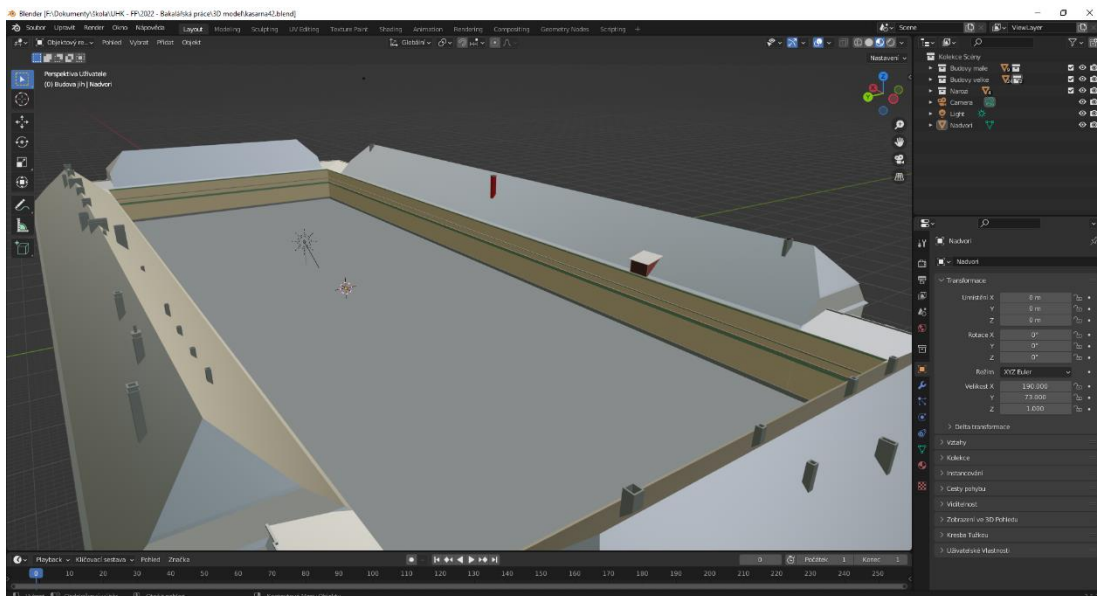 Blender [F:\Dokumenty\Škola\UHK - FP\2022 - Bakalářská práce\3D model\kasarna42.blend]
Soubor Upravit Render Okno Nápověda Layout Modeling Sculpting UV Editing Texture Paint Shading Animation Rendering Compositing Geometry Nodes Scripting + Scene ViewLayer
Objektový re... Pohled Vybrat Přidat Objekt Globální
Nastavení
Perspektiva Uživatele
(0) Budova jih | Nadvori
Kolekce Scény
Budovy male
Budovy velke
Narozi
Camera
Light
Nadvori
Nadvori
Nadvori
Transformace
Umístění X 0 m
Y 0 m
Z 0 m
Rotace X 0°
Y 0°
Z 0°
Režim XYZ Euler
Velikost X 190.000
Y 73.000
Z 1.000
Delta transformace
Vztahy
Kolekce
Instancování
Cesty pohybu
Viditelnost
Zobrazení ve 3D Pohledu
Kresba Tužkou
Uživatelské Vlastnosti
Playback Klíčovací sestava Pohled Značka 0 Počátek 1 Konec 1
0 10 20 30 40 50 60 70 80 90 100 110 120 130 140 150 160 170 180 190 200 210 220 230 240 250